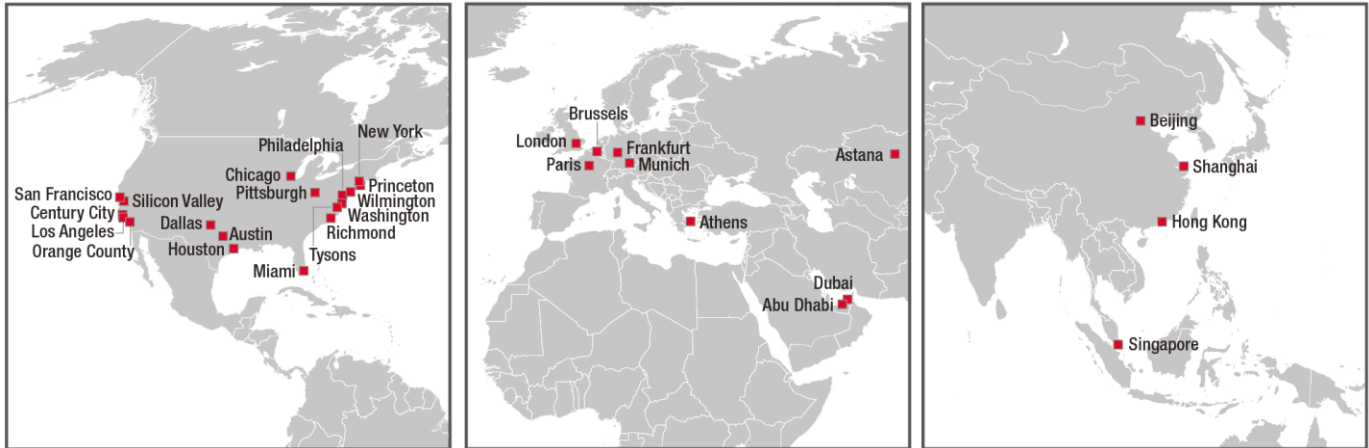 New York
Philadelphia
Chicago
Pittsburgh
Princeton
Wilmington
Washington
Richmond
Tysons
San Francisco
Silicon Valley
Century City
Los Angeles
Orange County
Dallas
Austin
Houston
Miami
Brussels
London
Frankfurt
Paris
Munich
Astana
Athens
Dubai
Abu Dhabi
Beijing
Shanghai
Hong Kong
Singapore